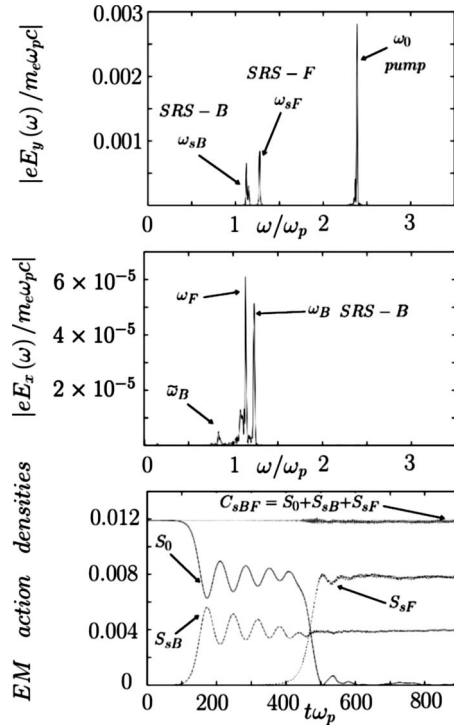 |eE_y(ω)/m_eω_pc|
0.003
0.002
0.001
SRS-F
ω_sF
SRS-B
ω_sB
ω_0
pump
0 1 ω/ω_p 2 3
|eE_x(ω)/m_eω_pc|
6 × 10^-5
4 × 10^-5
2 × 10^-5
ω_F
ω_B SRS-B
ω̃_B
0 1 ω/ω_p 2 3
EM action densities
0.012
0.008
0.004
0
C_sBF = S_0+S_sB+S_sF
S_0
S_sB
S_sF
0 200 400 tω_p 600 800